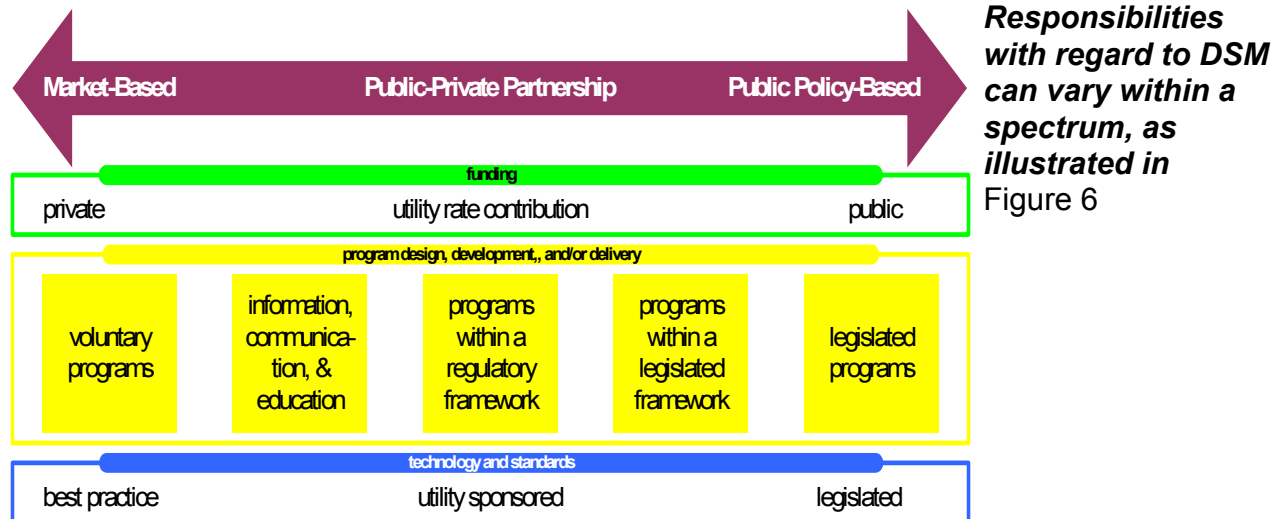 Market-Based Public-Private Partnership Public Policy-Based
funding
private utility rate contribution public
program design, development,, and/or delivery
voluntary
programs
information,
communica-
tion, &
education
programs
within a
regulatory
framework
programs
within a
legislated
framework
legislated
programs
technology and standards
best practice utility sponsored legislated
Responsibilities
with regard to DSM
can vary within a
spectrum, as
illustrated in
Figure 6